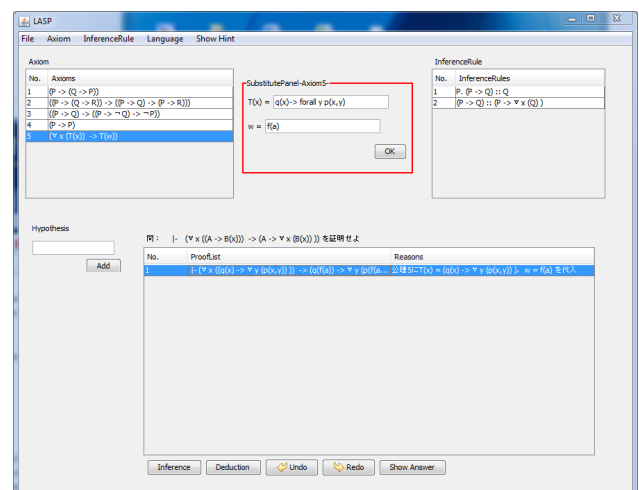 LASP
File Axiom InferenceRule Language Show Hint
Axiom
No. Axioms
1 (P -> (Q -> P))
2 ((P -> (Q -> R)) -> ((P -> Q) -> (P -> R)))
3 ((P -> Q) -> ((P -> ¬Q) -> ¬P))
4 (P -> P)
5 (∀ x (T(x)) -> T(w))
SubstitutePanel-Axiom5-
T(x) = q(x)-> forall y p(x,y)
w = f(a)
OK
InferenceRule
No. InferenceRules
1 P. (P -> Q) :: Q
2 (P -> Q) :: (P -> ∀ x (Q) )
Hypothesis
Add
問： |- (∀ x ((A -> B(x))) -> (A -> ∀ x (B(x)) )) を証明せよ
No. ProofList Reasons
1 |- (∀ x ((q(x) -> ∀ y (p(x,y)) )) -> (q(f(a)) -> ∀ y (p(f(a... 公理5にT(x) = (q(x) -> ∀ y (p(x,y)) )、w = f(a) を代入
Inference Deduction Undo Redo Show Answer